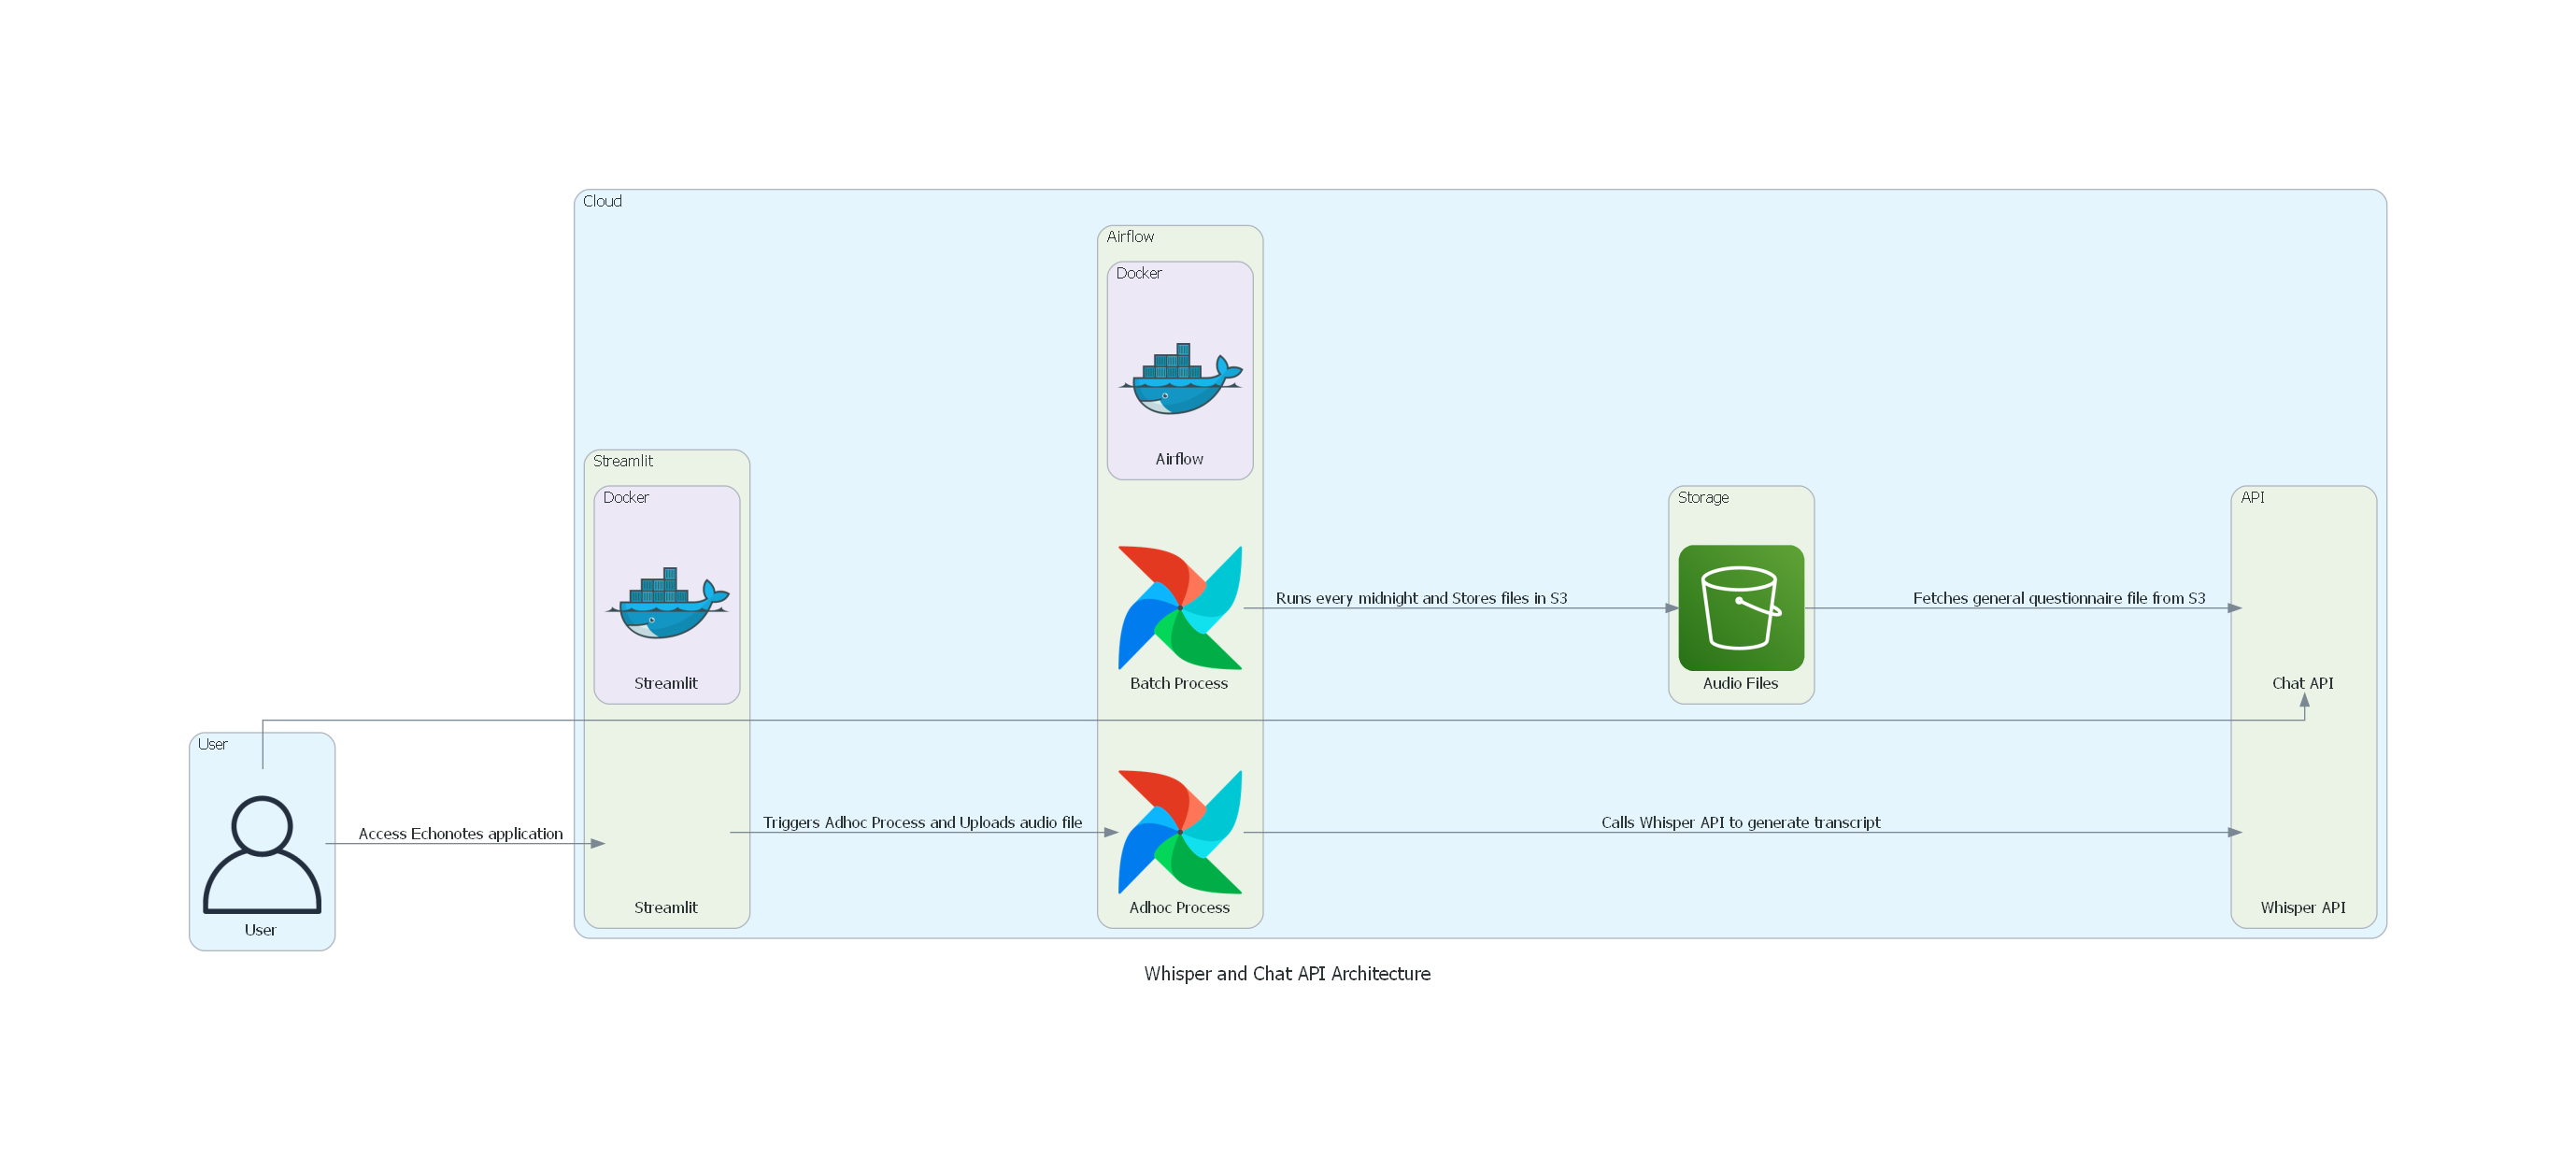 Cloud
Airflow
Docker
Airflow
Streamlit
Docker
Streamlit
Storage
API
Runs every midnight and Stores files in S3
Fetches general questionnaire file from S3
Batch Process
Audio Files
Chat API
User
Access Echonotes application
Triggers Adhoc Process and Uploads audio file
Calls Whisper API to generate transcript
Streamlit
Adhoc Process
Whisper API
User
Whisper and Chat API Architecture